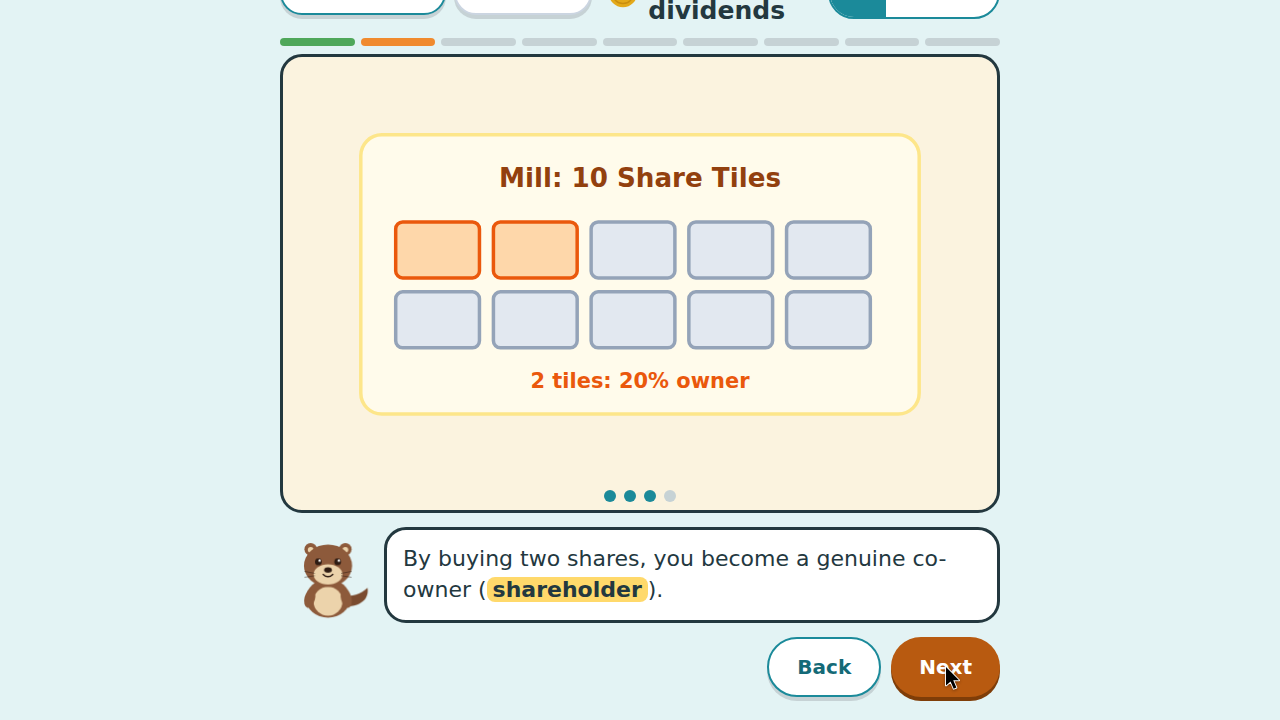 dividends
Mill: 10 Share Tiles
2 tiles: 20% owner
By buying two shares, you become a genuine co-
owner (shareholder).
Back
Next